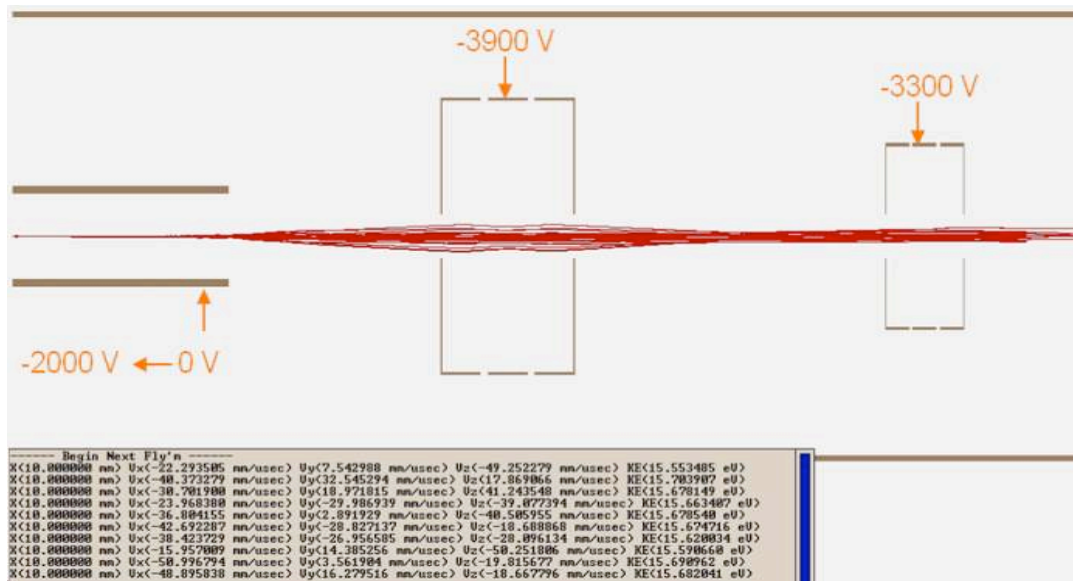 -3900 V
-3300 V
-2000 V ← 0 V
------ Begin Next Fly'm ------
X(10.000000 mm) Vx(-22.293505 mm/usec) Vy(7.542988 mm/usec) Vz(-49.252279 mm/usec) KE(15.553485 eV)
X(10.000000 mm) Vx(-40.373279 mm/usec) Vy(32.545294 mm/usec) Vz(17.869066 mm/usec) KE(15.703907 eV)
X(10.000000 mm) Vx(-30.701900 mm/usec) Vy(18.971815 mm/usec) Vz(41.243548 mm/usec) KE(15.678149 eV)
X(10.000000 mm) Vx(-23.968380 mm/usec) Vy(-29.986939 mm/usec) Vz(-39.077394 mm/usec) KE(15.663407 eV)
X(10.000000 mm) Vx(-36.804155 mm/usec) Vy(2.891929 mm/usec) Vz(-40.505955 mm/usec) KE(15.678540 eV)
X(10.000000 mm) Vx(-42.692287 mm/usec) Vy(-28.827137 mm/usec) Vz(-18.688868 mm/usec) KE(15.674716 eV)
X(10.000000 mm) Vx(-38.423729 mm/usec) Vy(-26.956585 mm/usec) Vz(-28.096134 mm/usec) KE(15.620034 eV)
X(10.000000 mm) Vx(-15.957009 mm/usec) Vy(14.385256 mm/usec) Vz(-50.251806 mm/usec) KE(15.590660 eV)
X(10.000000 mm) Vx(-50.996794 mm/usec) Vy(3.561904 mm/usec) Vz(-19.815677 mm/usec) KE(15.690962 eV)
X(10.000000 mm) Vx(-48.895838 mm/usec) Vy(16.279516 mm/usec) Vz(-18.667796 mm/usec) KE(15.682041 eV)